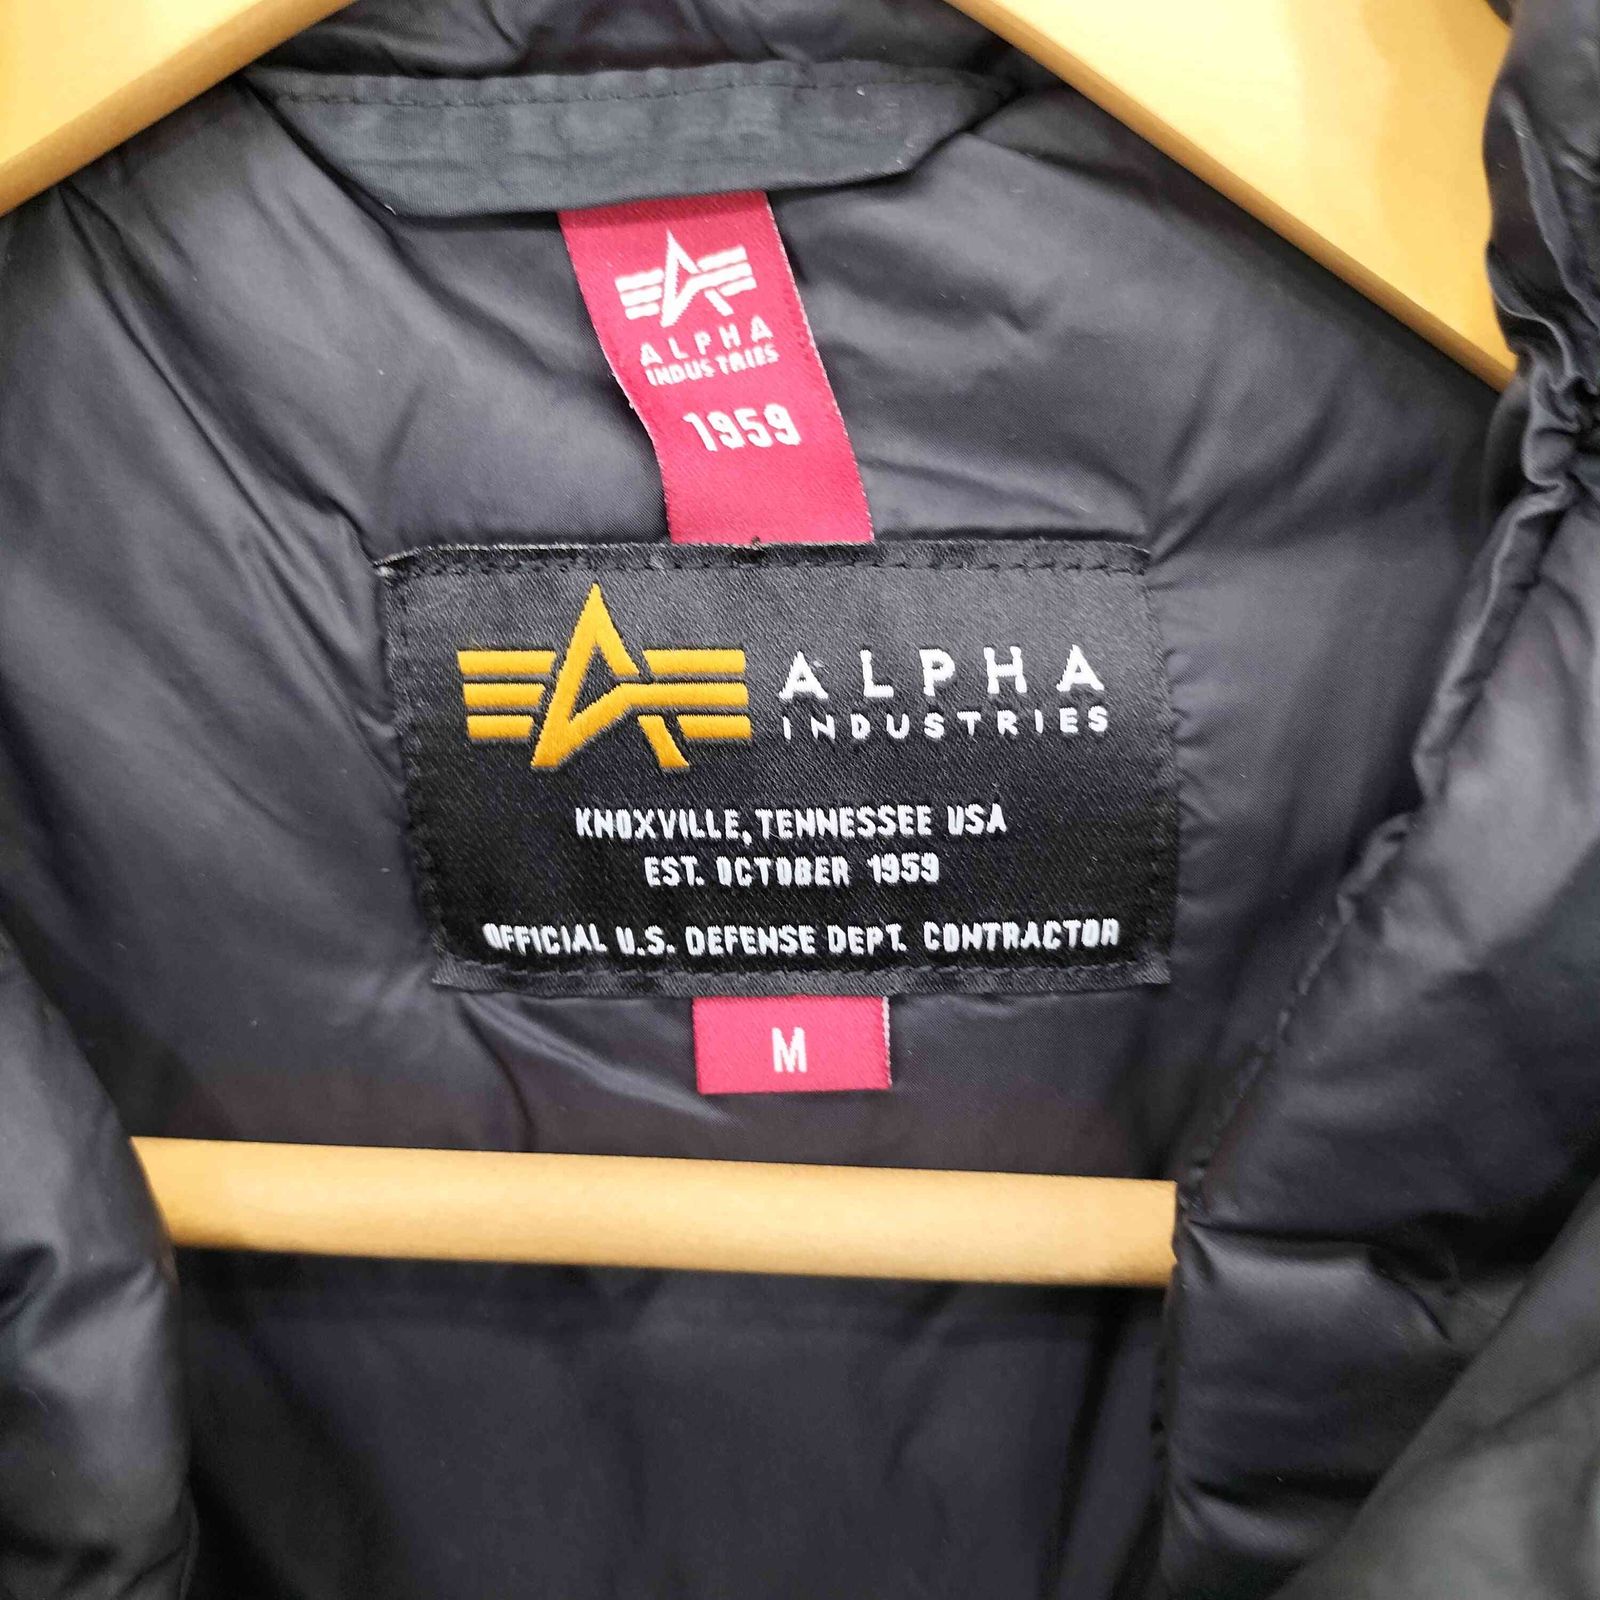 ALPHA
INDUSTRIES
1959
ALPHA
INDUSTRIES
KNOXVILLE, TENNESSEE USA
EST. OCTOBER 1959
OFFICIAL U.S. DEFENSE DEPT. CONTRACTOR
M